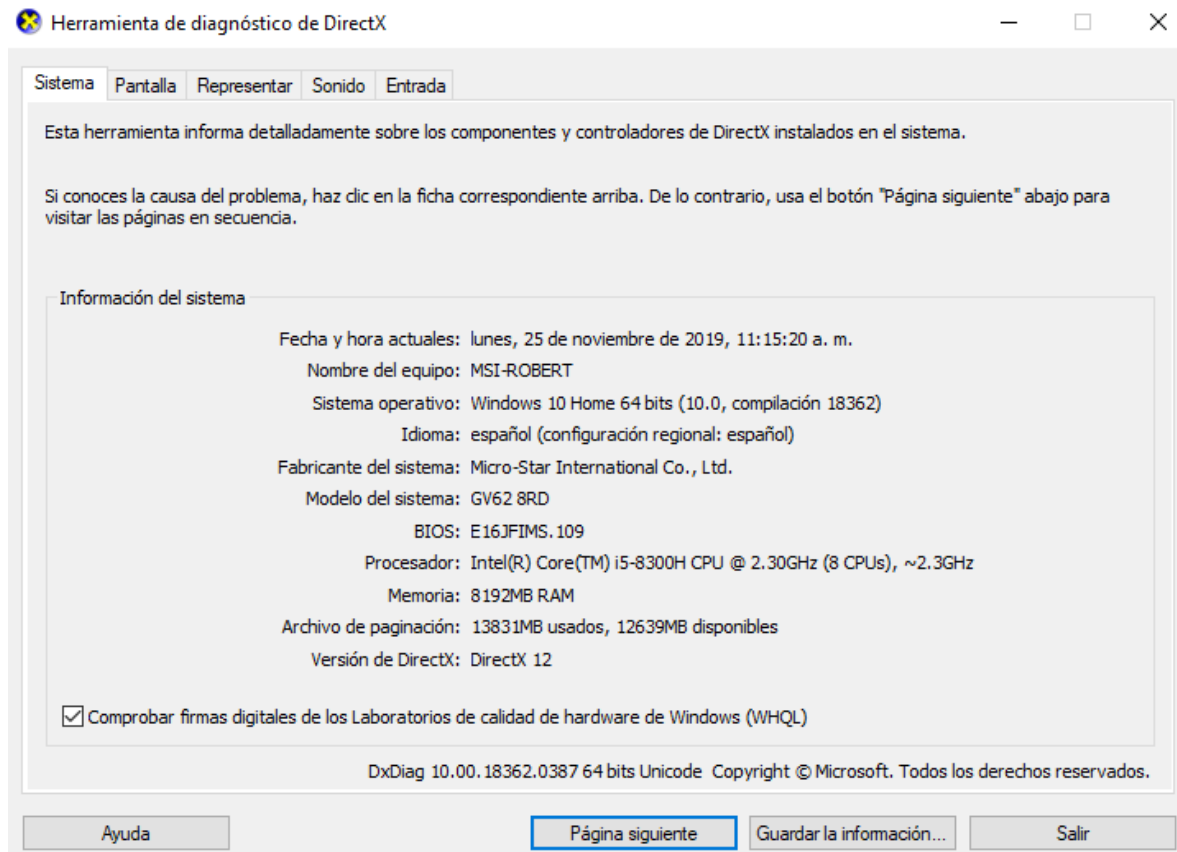 Herramienta de diagnóstico de DirectX
Sistema Pantalla Representar Sonido Entrada
Esta herramienta informa detalladamente sobre los componentes y controladores de DirectX instalados en el sistema.
Si conoces la causa del problema, haz clic en la ficha correspondiente arriba. De lo contrario, usa el botón "Página siguiente" abajo para
visitar las páginas en secuencia.
Información del sistema
Fecha y hora actuales: lunes, 25 de noviembre de 2019, 11:15:20 a. m.
Nombre del equipo: MSI-ROBERT
Sistema operativo: Windows 10 Home 64 bits (10.0, compilación 18362)
Idioma: español (configuración regional: español)
Fabricante del sistema: Micro-Star International Co., Ltd.
Modelo del sistema: GV62 8RD
BIOS: E16JFIMS.109
Procesador: Intel(R) Core(TM) i5-8300H CPU @ 2.30GHz (8 CPUs), ~2.3GHz
Memoria: 8192MB RAM
Archivo de paginación: 13831MB usados, 12639MB disponibles
Versión de DirectX: DirectX 12
Comprobar firmas digitales de los Laboratorios de calidad de hardware de Windows (WHQL)
DxDiag 10.00.18362.0387 64 bits Unicode Copyright © Microsoft. Todos los derechos reservados.
Ayuda Página siguiente Guardar la información... Salir